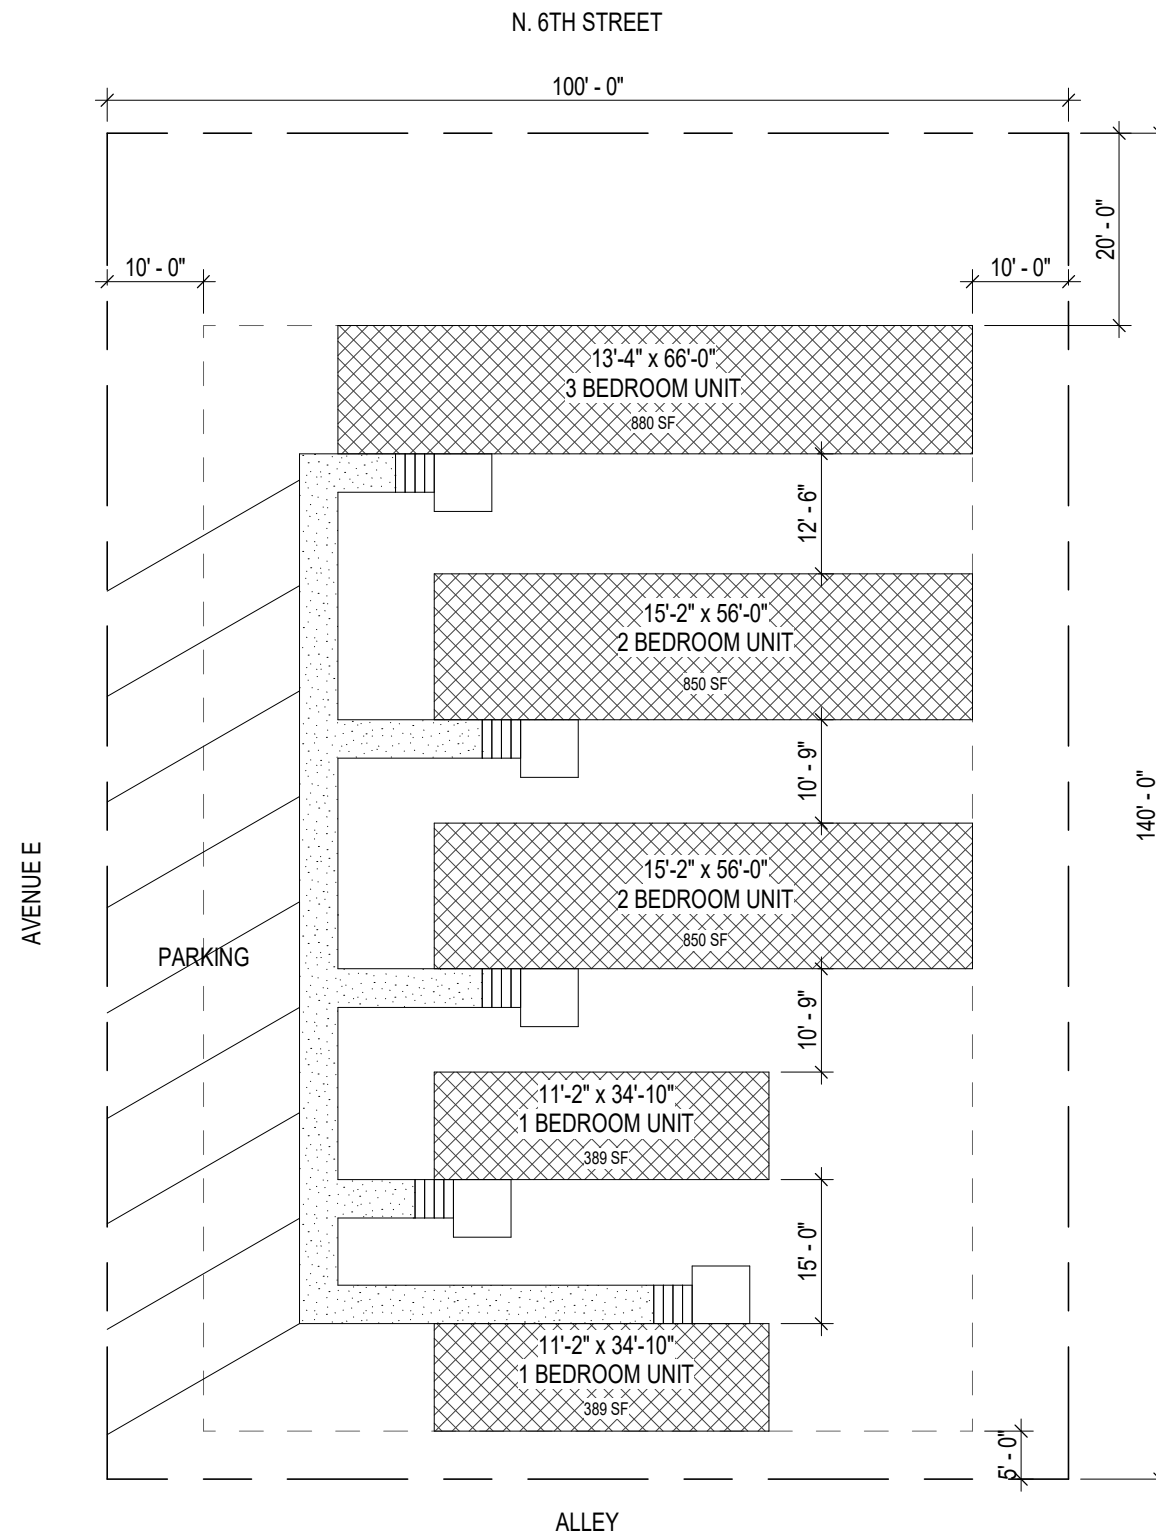 N. 6TH STREET
100' - 0"
20' - 0"
10' - 0"
10' - 0"
13'-4" x 66'-0"
3 BEDROOM UNIT
880 SF
12' - 6"
15'-2" x 56'-0"
2 BEDROOM UNIT
850 SF
10' - 9"
140' - 0"
AVENUE E
15'-2" x 56'-0"
2 BEDROOM UNIT
850 SF
PARKING
10' - 9"
11'-2" x 34'-10"
1 BEDROOM UNIT
389 SF
15' - 0"
11'-2" x 34'-10"
1 BEDROOM UNIT
389 SF
5' - 0"
ALLEY